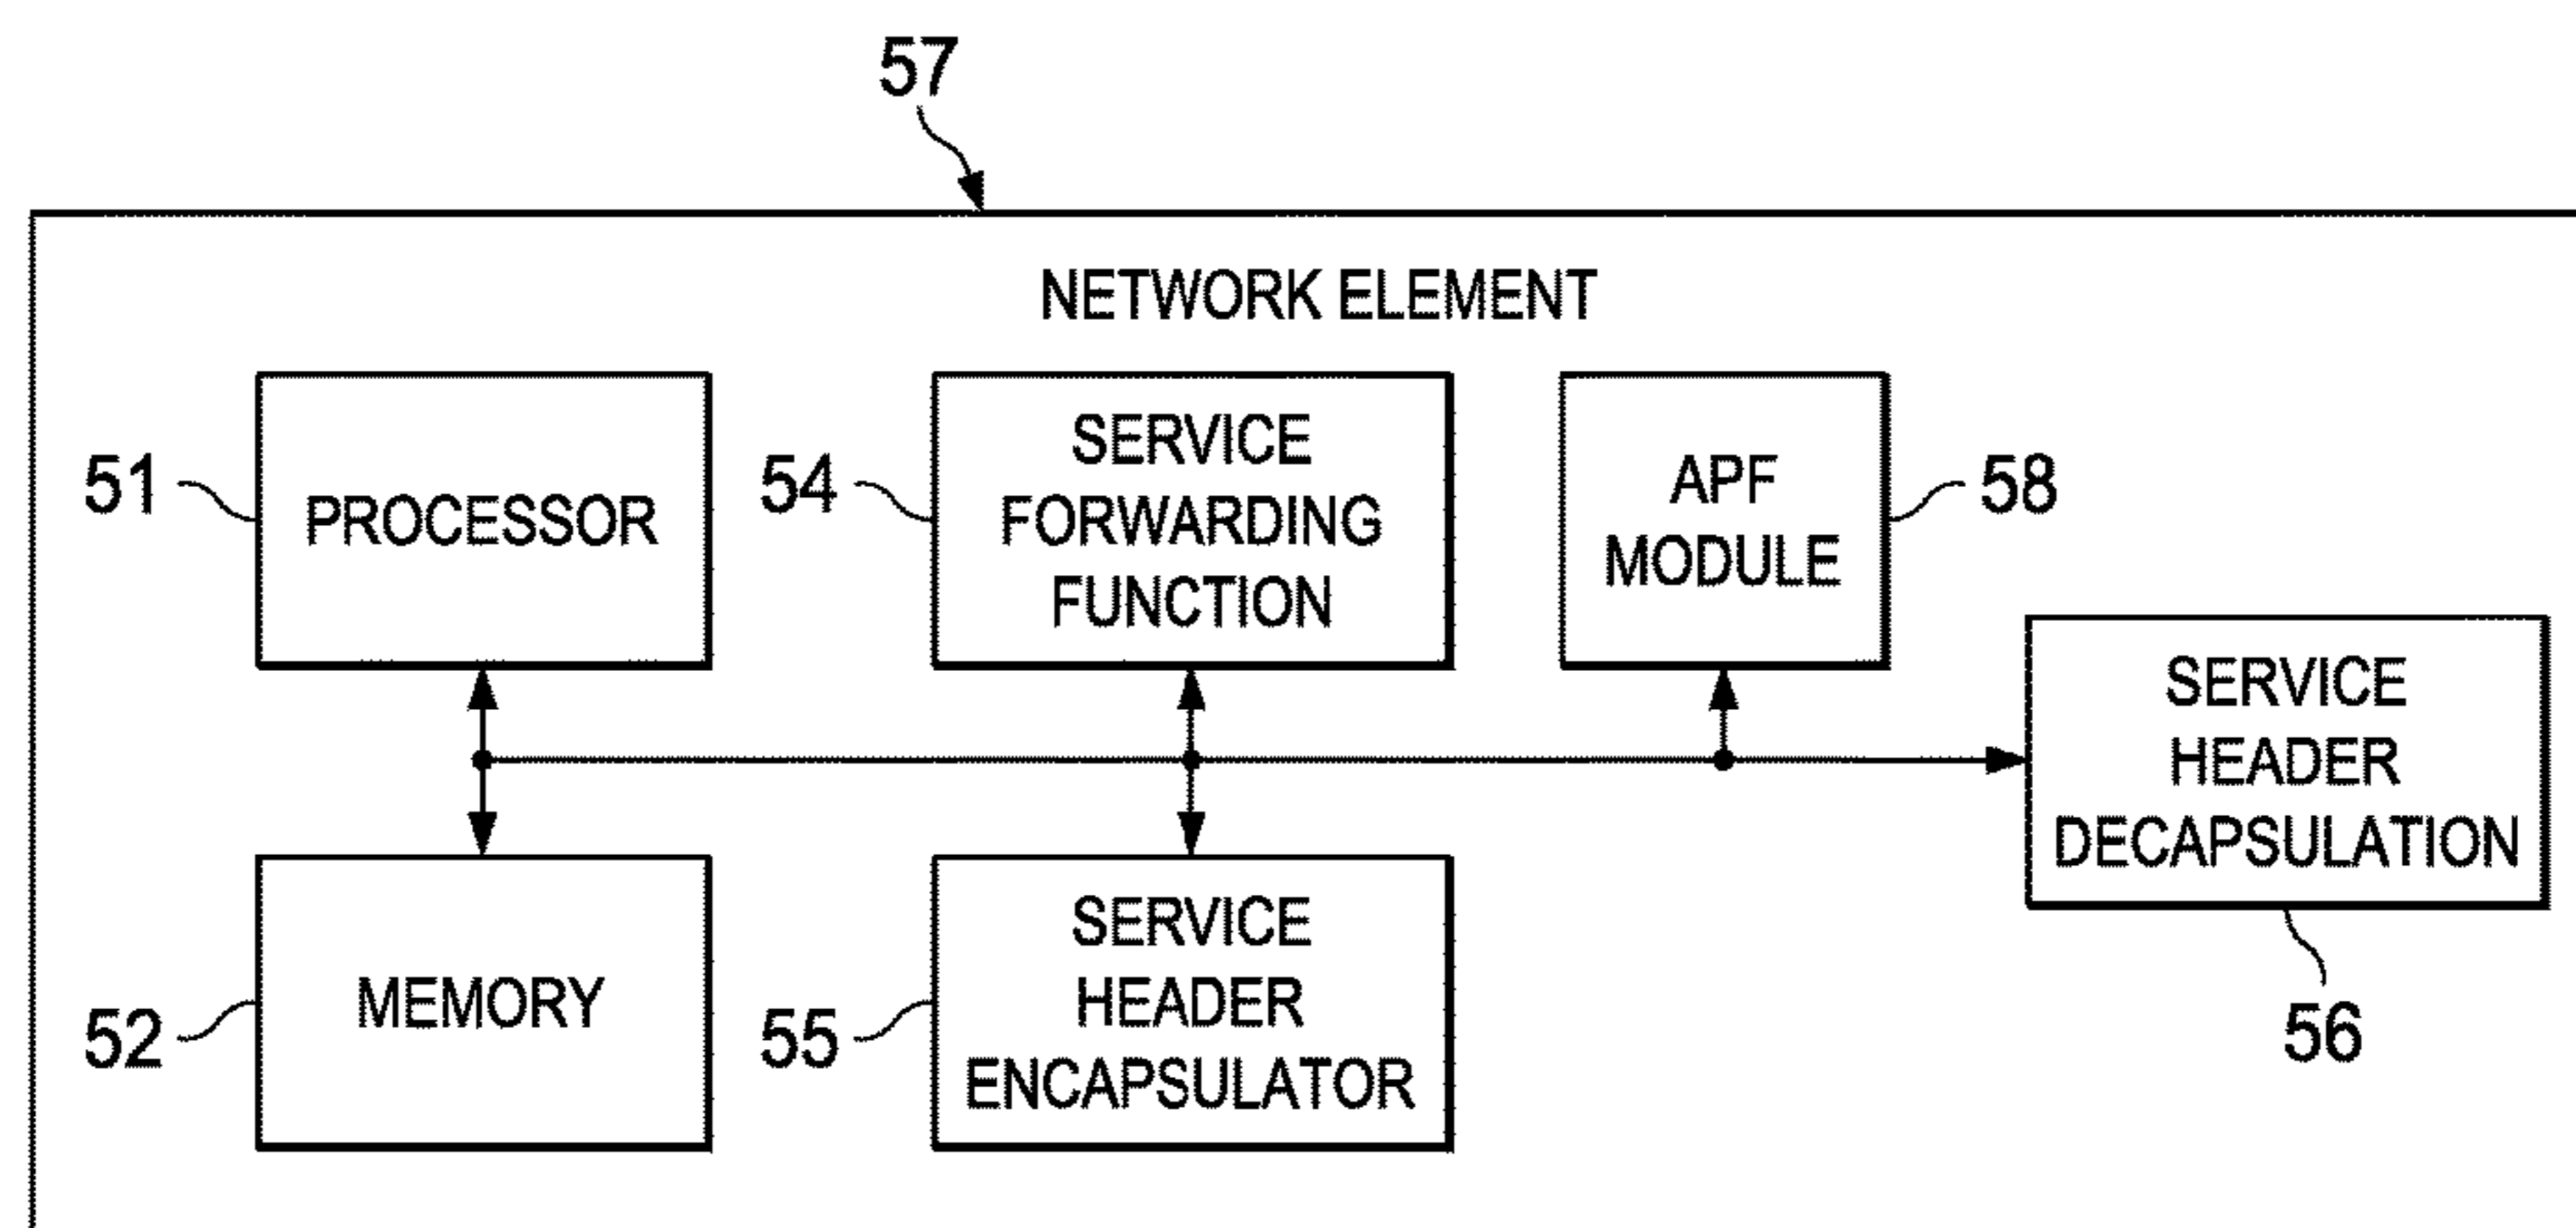 57
NETWORK ELEMENT
51
PROCESSOR
54
SERVICE
FORWARDING
FUNCTION
APF
MODULE
58
SERVICE
HEADER
DECAPSULATION
56
52
MEMORY
55
SERVICE
HEADER
ENCAPSULATOR